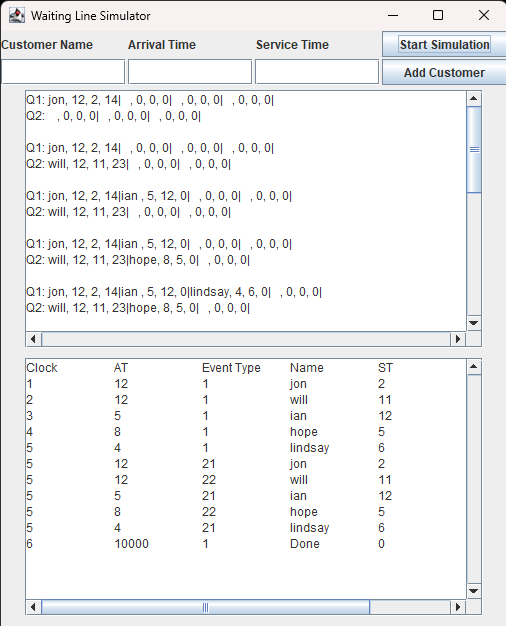 Waiting Line Simulator
Customer Name Arrival Time Service Time Start Simulation
Add Customer
Q1: jon, 12, 2, 14|   , 0, 0, 0|   , 0, 0, 0|   , 0, 0, 0|
Q2:    , 0, 0, 0|   , 0, 0, 0|   , 0, 0, 0|
Q1: jon, 12, 2, 14|   , 0, 0, 0|   , 0, 0, 0|   , 0, 0, 0|
Q2: will, 12, 11, 23|   , 0, 0, 0|   , 0, 0, 0|
Q1: jon, 12, 2, 14|ian , 5, 12, 0|   , 0, 0, 0|   , 0, 0, 0|
Q2: will, 12, 11, 23|   , 0, 0, 0|   , 0, 0, 0|
Q1: jon, 12, 2, 14|ian , 5, 12, 0|   , 0, 0, 0|   , 0, 0, 0|
Q2: will, 12, 11, 23|hope, 8, 5, 0|   , 0, 0, 0|
Q1: jon, 12, 2, 14|ian , 5, 12, 0|lindsay, 4, 6, 0|   , 0, 0, 0|
Q2: will, 12, 11, 23|hope, 8, 5, 0|   , 0, 0, 0|
Clock AT Event Type Name ST
1 12 1 jon 2
2 12 1 will 11
3 5 1 ian 12
4 8 1 hope 5
5 4 1 lindsay 6
5 12 21 jon 2
5 12 22 will 11
5 5 21 ian 12
5 8 22 hope 5
5 4 21 lindsay 6
6 10000 1 Done 0